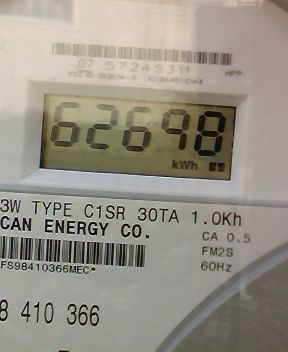 07 57245311
62698
kWh
3W TYPE C1SR 30TA 1.0Kh
CAN ENERGY CO.
CA 0.5
FM2S
60Hz
FS98410366MEC*
8 410 366